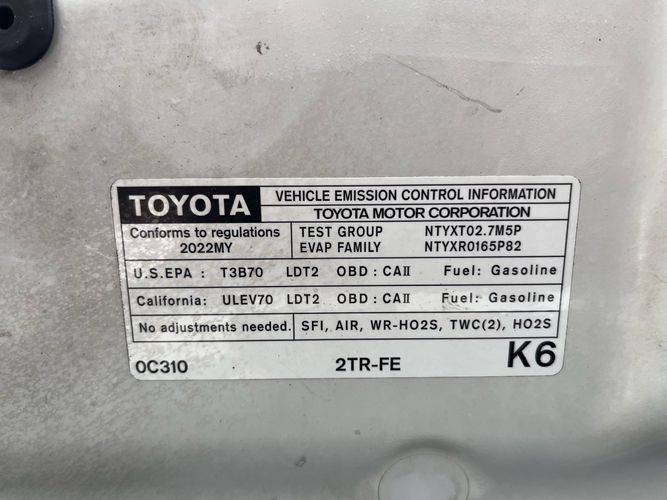 TOYOTA VEHICLE EMISSION CONTROL INFORMATION
TOYOTA MOTOR CORPORATION
Conforms to regulations TEST GROUP NTYXT02.7M5P
2022MY EVAP FAMILY NTYXR0165P82
U.S.EPA : T3B70 LDT2 OBD : CAII Fuel: Gasoline
California: ULEV70 LDT2 OBD : CAII Fuel: Gasoline
No adjustments needed. SFI, AIR, WR-HO2S, TWC(2), HO2S
0C310 2TR-FE K6